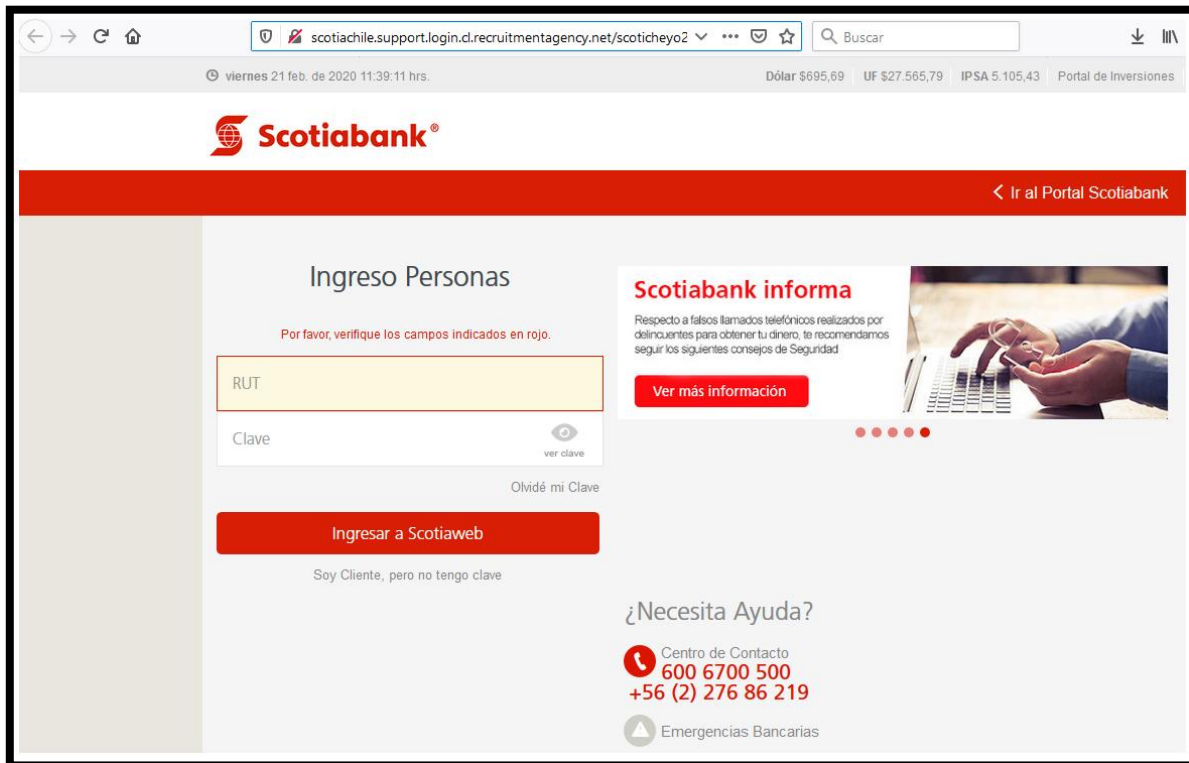 scotiachile.support.login.cl.recruitmentagency.net/scoticheyo2
Buscar
viernes 21 feb. de 2020 11:39:11 hrs.
Dólar $695,69 UF $27.565,79 IPSA 5.105,43 Portal de Inversiones
Scotiabank®
Ir al Portal Scotiabank
Ingreso Personas
Por favor, verifique los campos indicados en rojo.
RUT
Clave
ver clave
Olvidé mi Clave
Ingresar a Scotiaweb
Soy Cliente, pero no tengo clave
Scotiabank informa
Respecto a falsos llamados telefónicos realizados por
delincuentes para obtener tu dinero, te recomendamos
seguir los siguientes consejos de Seguridad
Ver más información
¿Necesita Ayuda?
Centro de Contacto
600 6700 500
+56 (2) 276 86 219
Emergencias Bancarias